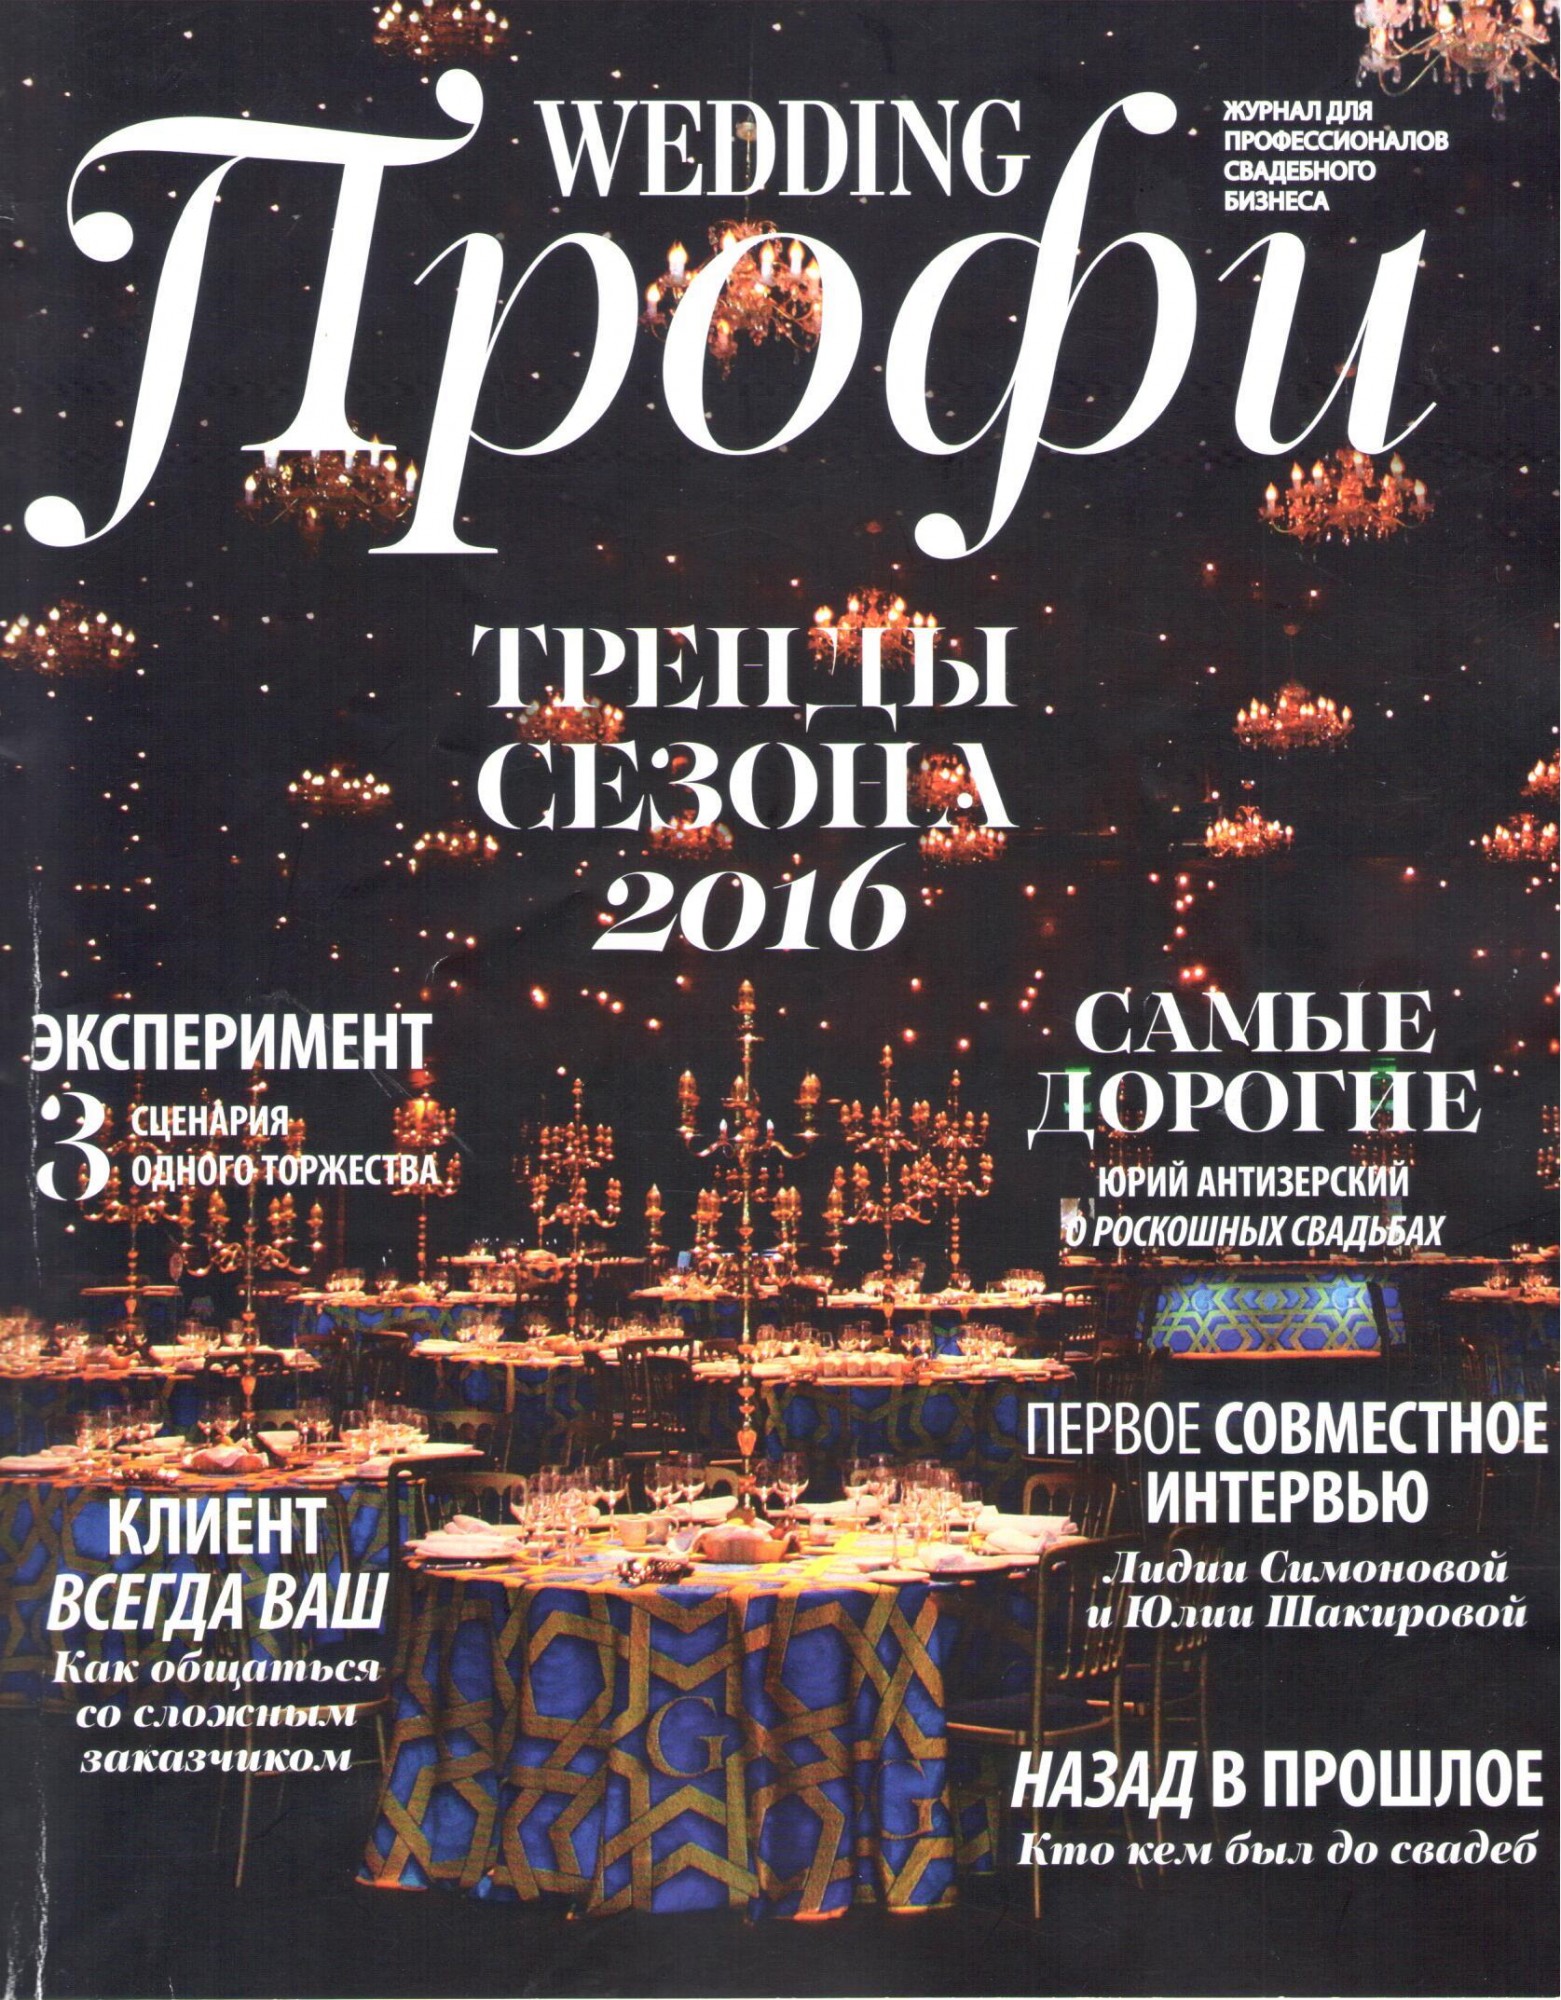 WEDDING
Профи
ЖУРНАЛ ДЛЯ
ПРОФЕССИОНАЛОВ
СВАДЕБНОГО
БИЗНЕСА
ТРЕНДЫ
СЕЗОНА
2016
ЭКСПЕРИМЕНТ
3 СЦЕНАРИЯ
ОДНОГО ТОРЖЕСТВА
САМЫЕ
ДОРОГИЕ
ЮРИЙ АНТИЗЕРСКИЙ
О РОСКОШНЫХ СВАДЬБАХ
ПЕРВОЕ СОВМЕСТНОЕ
ИНТЕРВЬЮ
Лидии Симоновой
и Юлии Шакировой
КЛИЕНТ
ВСЕГДА ВАШ
Как общаться
со сложным
заказчиком
НАЗАД В ПРОШЛОЕ
Кто кем был до свадеб
G
G
G
G